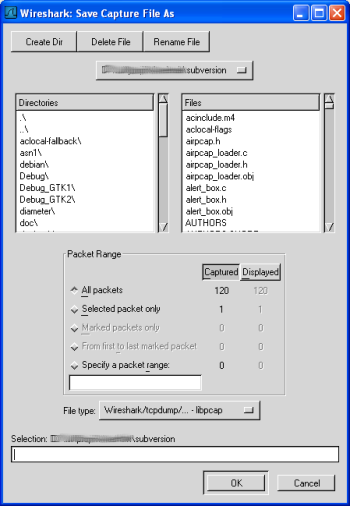 Wireshark: Save Capture File As
Create Dir Delete File Rename File
\subversion
Directories
.\
..\
aclocal-fallback\
asn1\
debian\
Debug\
Debug_GTK1\
Debug_GTK2\
diameter\
doc\
Files
acinclude.m4
aclocal-flags
airpcap.h
airpcap_loader.c
airpcap_loader.h
airpcap_loader.obj
alert_box.c
alert_box.h
alert_box.obj
AUTHORS
Packet Range
Captured Displayed
All packets 120 120
Selected packet only 1 1
Marked packets only 0 0
From first to last marked packet 0 0
Specify a packet range: 0 0
File type: Wireshark/tcpdump/... - libpcap
Selection: \subversion
OK Cancel